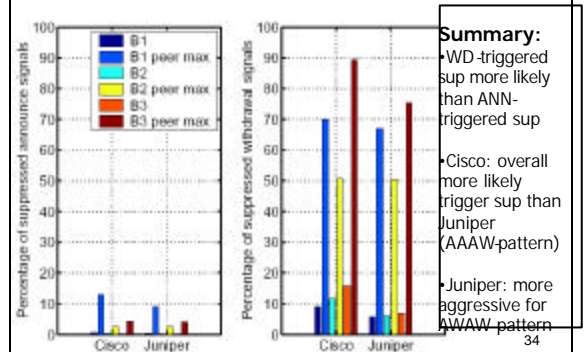 Percentage of suppressed announce signals
100
90
80
70
60
50
40
30
20
10
0
B1
B1 peer max
B2
B2 peer max
B3
B3 peer max
Cisco Juniper
Percentage of suppressed withdrawal signals
100
90
80
70
60
50
40
30
20
10
0
Cisco Juniper
Summary:
•WD-triggered
sup more likely
than ANN-
triggered sup
•Cisco: overall
more likely
trigger sup than
Juniper
(AAAW-pattern)
•Juniper: more
aggressive for
AWAW pattern
34